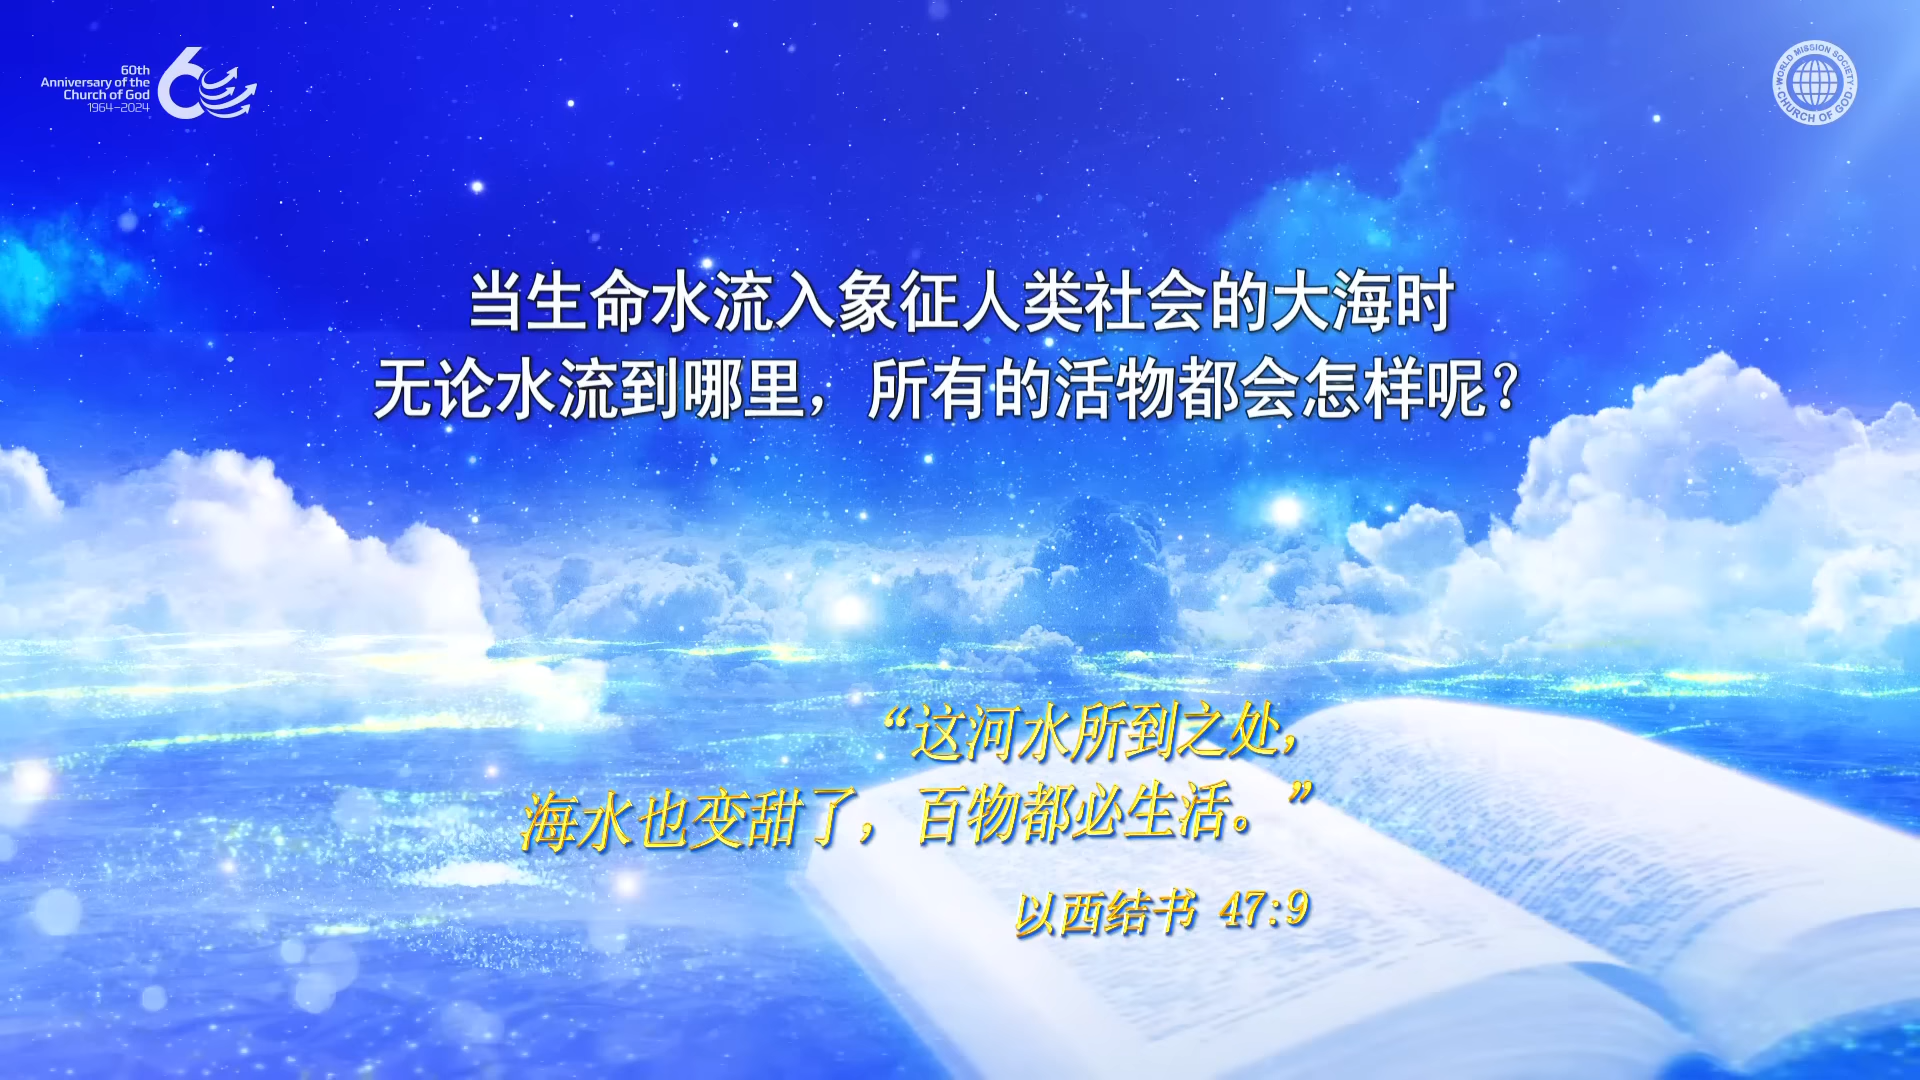 60th
Anniversary of the
Church of God
1964-2024
WORLD MISSION SOCIETY
CHURCH OF GOD
当生命水流入象征人类社会的大海时
无论水流到哪里，所有的活物都会怎样呢？
“这河水所到之处，
海水也变甜了，百物都必生活。”
以西结书 47:9